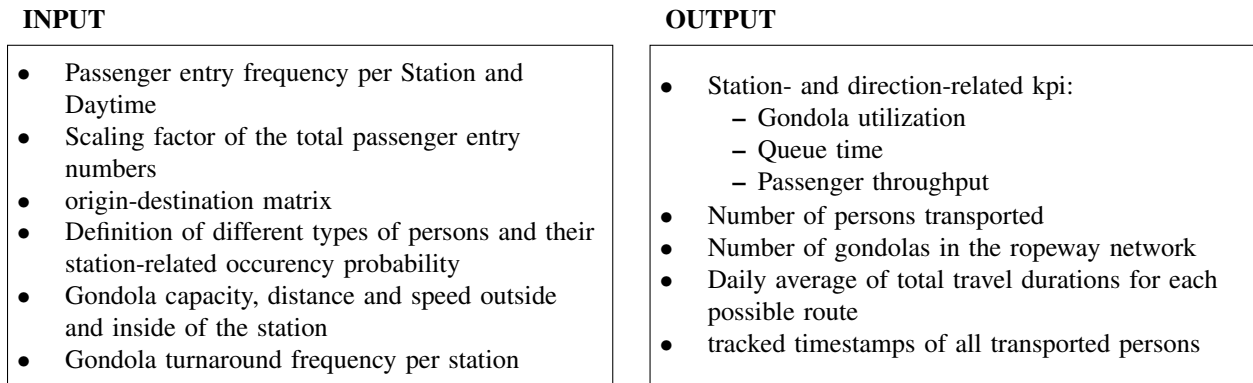 INPUT
• Passenger entry frequency per Station and
Daytime
• Scaling factor of the total passenger entry
numbers
• origin-destination matrix
• Definition of different types of persons and their
station-related occurency probability
• Gondola capacity, distance and speed outside
and inside of the station
• Gondola turnaround frequency per station
OUTPUT
• Station- and direction-related kpi:
– Gondola utilization
– Queue time
– Passenger throughput
• Number of persons transported
• Number of gondolas in the ropeway network
• Daily average of total travel durations for each
possible route
• tracked timestamps of all transported persons